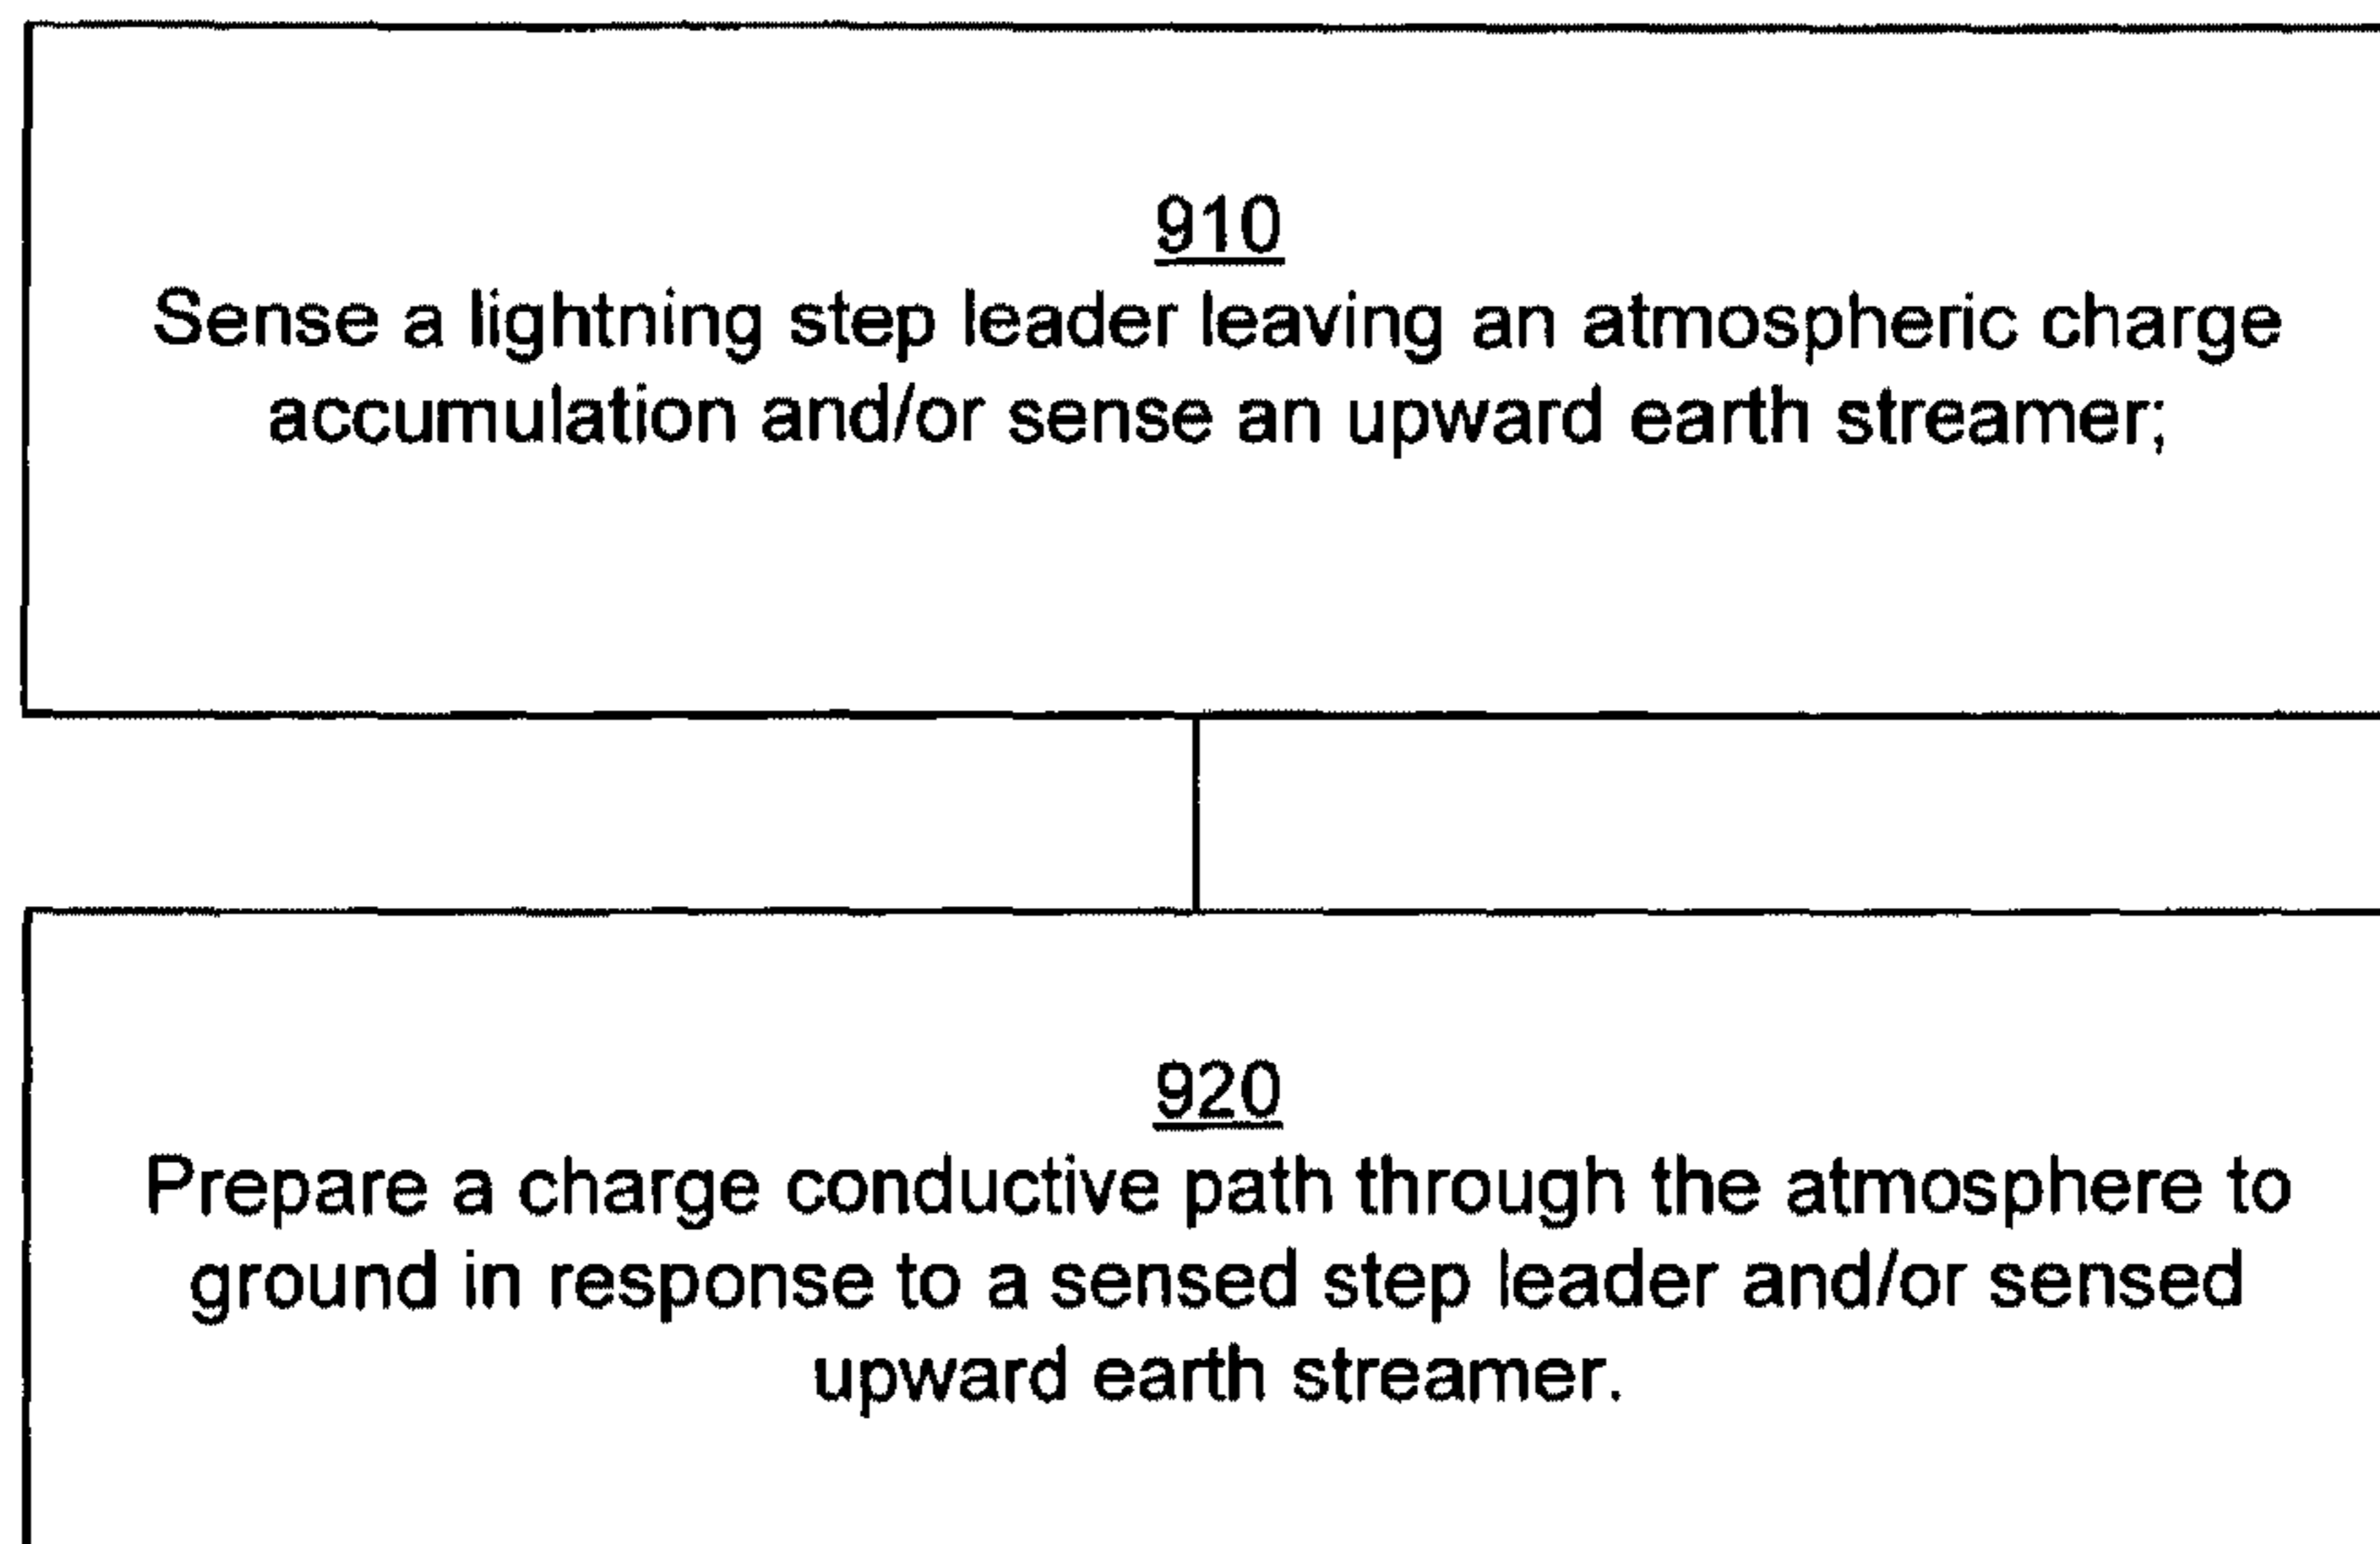 910
Sense a lightning step leader leaving an atmospheric charge
accumulation and/or sense an upward earth streamer;
920
Prepare a charge conductive path through the atmosphere to
ground in response to a sensed step leader and/or sensed
upward earth streamer.